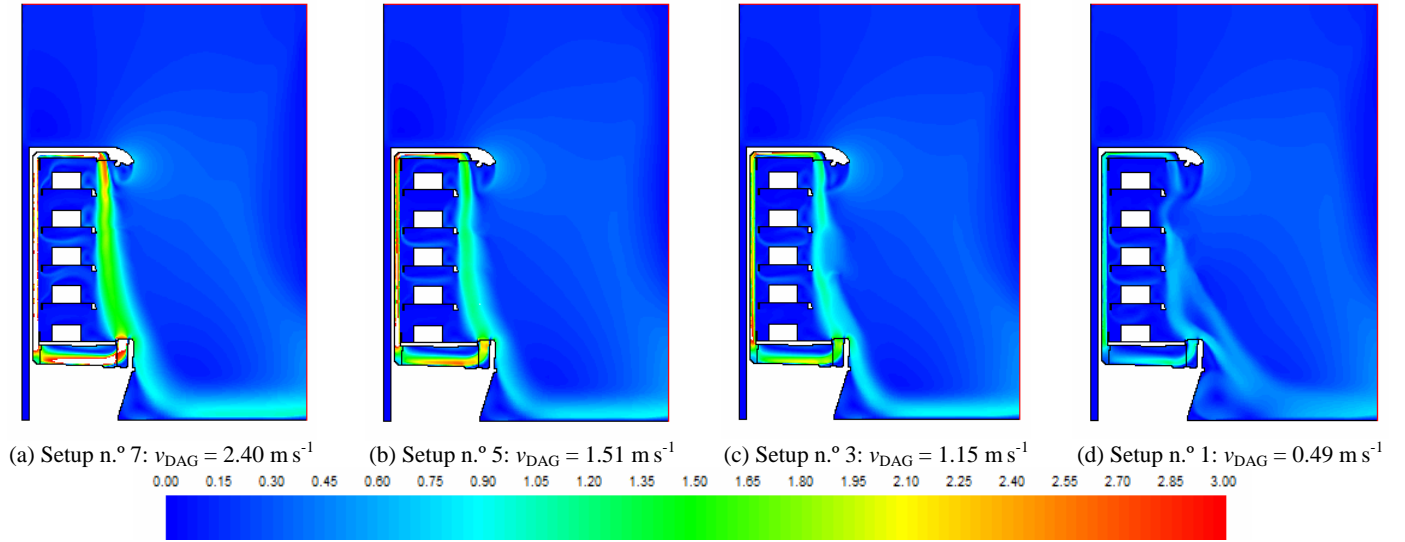 (a) Setup n.º 7: vDAG = 2.40 m s-1
(b) Setup n.º 5: vDAG = 1.51 m s-1
(c) Setup n.º 3: vDAG = 1.15 m s-1
(d) Setup n.º 1: vDAG = 0.49 m s-1
0.00 0.15 0.30 0.45 0.60 0.75 0.90 1.05 1.20 1.35 1.50 1.65 1.80 1.95 2.10 2.25 2.40 2.55 2.70 2.85 3.00